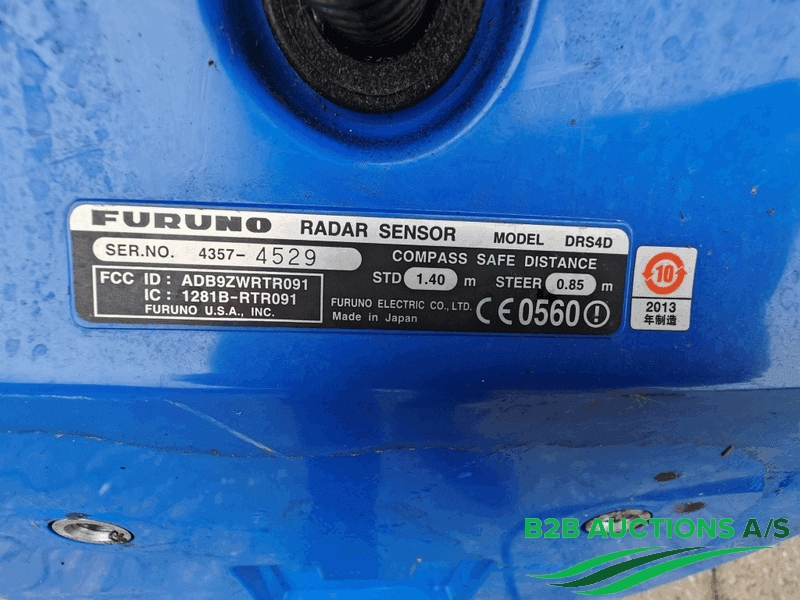 FURUNO RADAR SENSOR MODEL DRS4D
SER.NO. 4357- 4529 COMPASS SAFE DISTANCE
STD 1.40 m STEER 0.85 m
FCC ID : ADB9ZWRTR091
IC : 1281B-RTR091
FURUNO U.S.A., INC.
FURUNO ELECTRIC CO., LTD.
Made in Japan
CE0560
10
2013
年制造
B2B AUCTIONS A/S